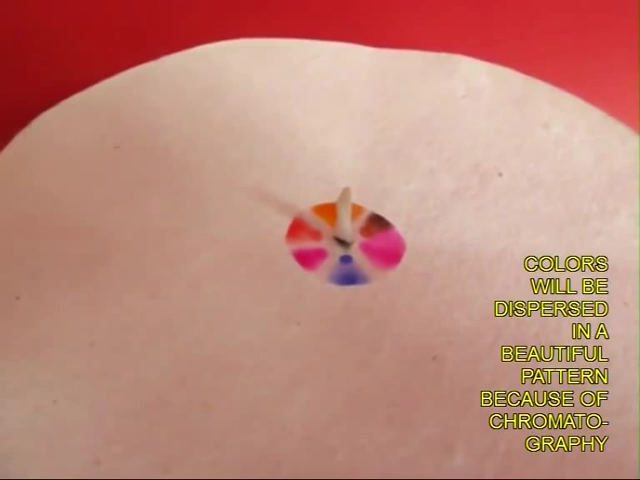 COLORS
WILL BE
DISPERSED
IN A
BEAUTIFUL
PATTERN
BECAUSE OF
CHROMATO-
GRAPHY